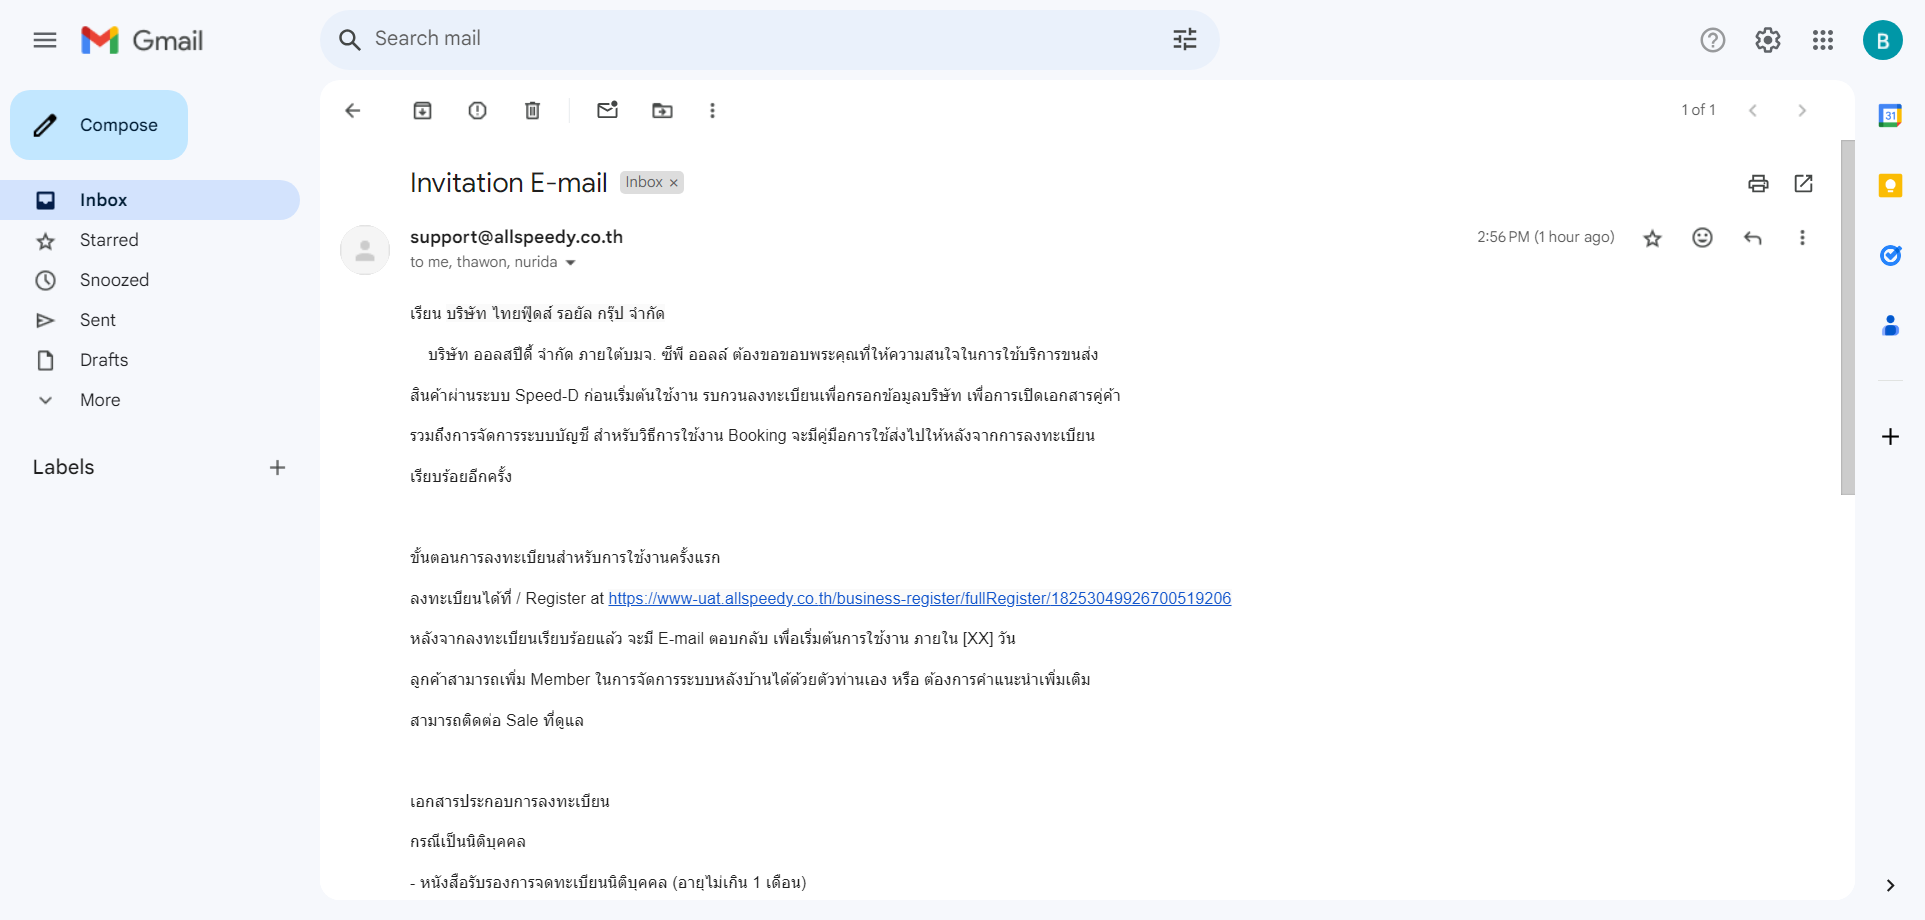 Gmail
Search mail
B
Compose
Inbox
Starred
Snoozed
Sent
Drafts
More
Labels
1 of 1
31
Invitation E-mail
Inbox ×
support@allspeedy.co.th
2:56 PM (1 hour ago)
to me, thawon, nurida
เรียน บริษัท ไทยฟู๊ดส์ รอยัล กรุ๊ป จำกัด
บริษัท ออลสปีดี้ จำกัด ภายใต้บมจ. ซีพี ออลล์ ต้องขอขอบพระคุณที่ให้ความสนใจในการใช้บริการขนส่ง
สินค้าผ่านระบบ Speed-D ก่อนเริ่มต้นใช้งาน รบกวนลงทะเบียนเพื่อกรอกข้อมูลบริษัท เพื่อการเปิดเอกสารคู่ค้า
รวมถึงการจัดการระบบบัญชี สำหรับวิธีการใช้งาน Booking จะมีคู่มือการใช้ส่งไปให้หลังจากการลงทะเบียน
เรียบร้อยอีกครั้ง
ขั้นตอนการลงทะเบียนสำหรับการใช้งานครั้งแรก
ลงทะเบียนได้ที่ / Register at https://www-uat.allspeedy.co.th/business-register/fullRegister/18253049926700519206
หลังจากลงทะเบียนเรียบร้อยแล้ว จะมี E-mail ตอบกลับ เพื่อเริ่มต้นการใช้งาน ภายใน [XX] วัน
ลูกค้าสามารถเพิ่ม Member ในการจัดการระบบหลังบ้านได้ด้วยตัวท่านเอง หรือ ต้องการคำแนะนำเพิ่มเติม
สามารถติดต่อ Sale ที่ดูแล
เอกสารประกอบการลงทะเบียน
กรณีเป็นนิติบุคคล
- หนังสือรับรองการจดทะเบียนนิติบุคคล (อายุไม่เกิน 1 เดือน)